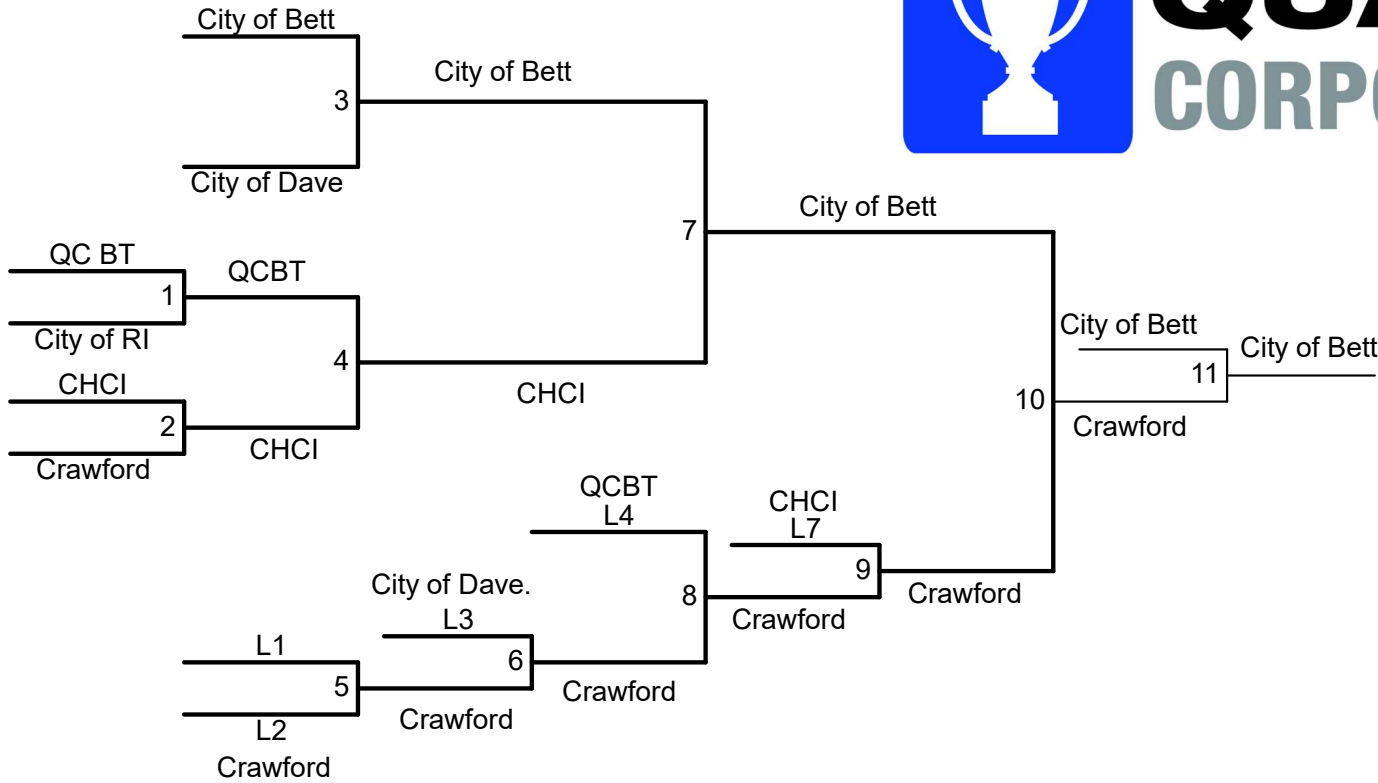 City of Bett
3
City of Dave
City of Bett
QC BT
1
City of RI
QCBT
CHCI
2
Crawford
CHCI
4
CHCI
7
City of Bett
10
City of Bett
11
Crawford
City of Bett
QCBT
L4
CHCI
L7
9
Crawford
8
Crawford
City of Dave.
L3
6
Crawford
L1
5
L2
Crawford
Crawford